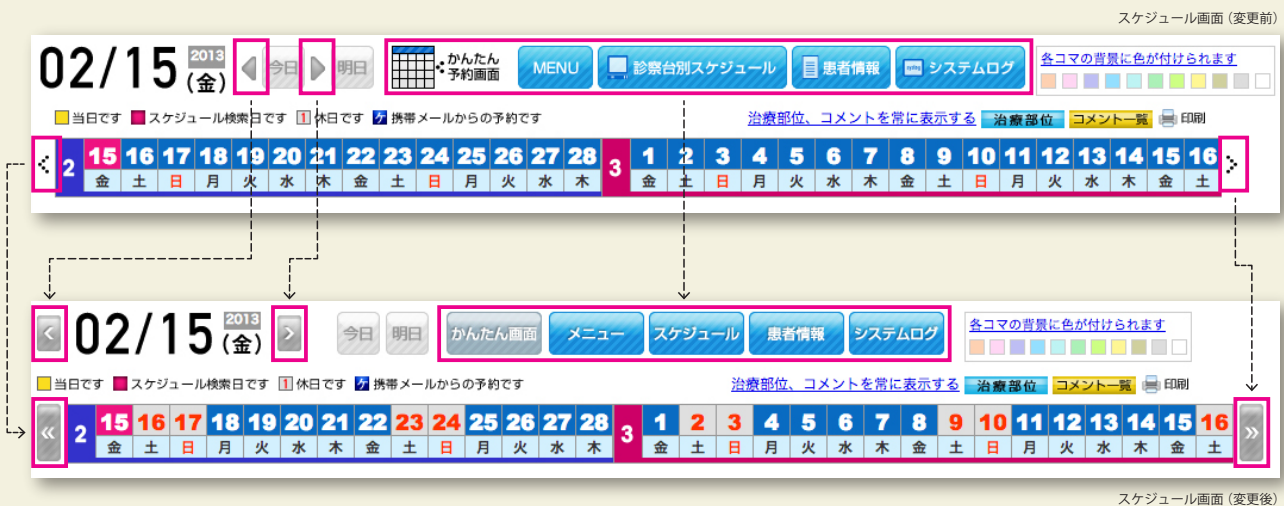 スケジュール画面（変更前）
02/15 2013 (金) 今日 明日 かんたん 予約画面 MENU 診察台別スケジュール 患者情報 システムログ 各コマの背景に色が付けられます
当日です スケジュール検索日です 1 休日です ケ 携帯メールからの予約です 治療部位、コメントを常に表示する 治療部位 コメント一覧 印刷
2 15 16 17 18 19 20 21 22 23 24 25 26 27 28 3 1 2 3 4 5 6 7 8 9 10 11 12 13 14 15 16
金 土 日 月 火 水 木 金 土 日 月 火 水 木 金 土 日 月 火 水 木 金 土 日 月 火 水 木 金 土
< 02/15 2013 (金) > 今日 明日 かんたん画面 メニュー スケジュール 患者情報 システムログ 各コマの背景に色が付けられます
当日です スケジュール検索日です 1 休日です ケ 携帯メールからの予約です 治療部位、コメントを常に表示する 治療部位 コメント一覧 印刷
« 2 15 16 17 18 19 20 21 22 23 24 25 26 27 28 3 1 2 3 4 5 6 7 8 9 10 11 12 13 14 15 16 »
金 土 日 月 火 水 木 金 土 日 月 火 水 木 金 土 日 月 火 水 木 金 土 日 月 火 水 木 金 土
スケジュール画面（変更後）